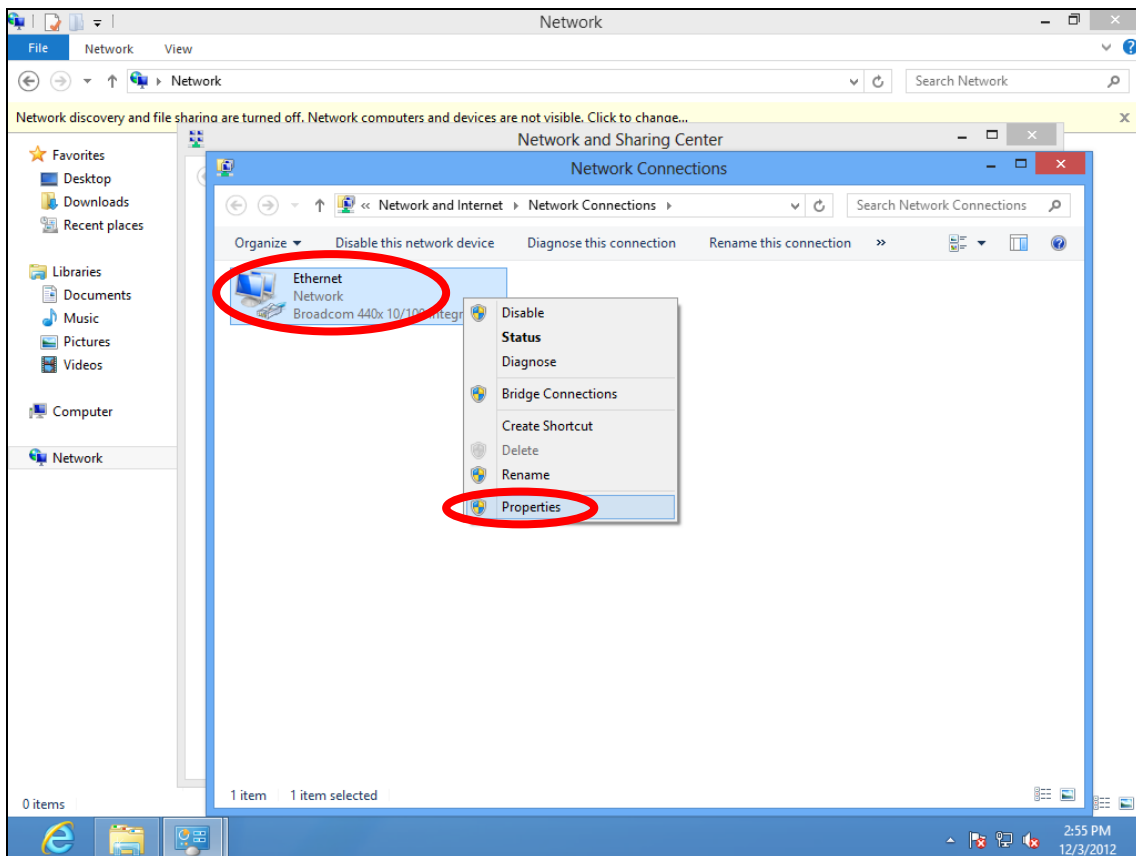 Network
File Network View
Network
Search Network
Network discovery and file sharing are turned off. Network computers and devices are not visible. Click to change...
Network and Sharing Center
Network Connections
Favorites
Desktop
Downloads
Recent places
Libraries
Documents
Music
Pictures
Videos
Computer
Network
« Network and Internet Network Connections
Search Network Connections
Organize Disable this network device Diagnose this connection Rename this connection »
Ethernet
Network
Broadcom 440x 10/100 Integr
Disable
Status
Diagnose
Bridge Connections
Create Shortcut
Delete
Rename
Properties
1 item 1 item selected
0 items
2:55 PM
12/3/2012